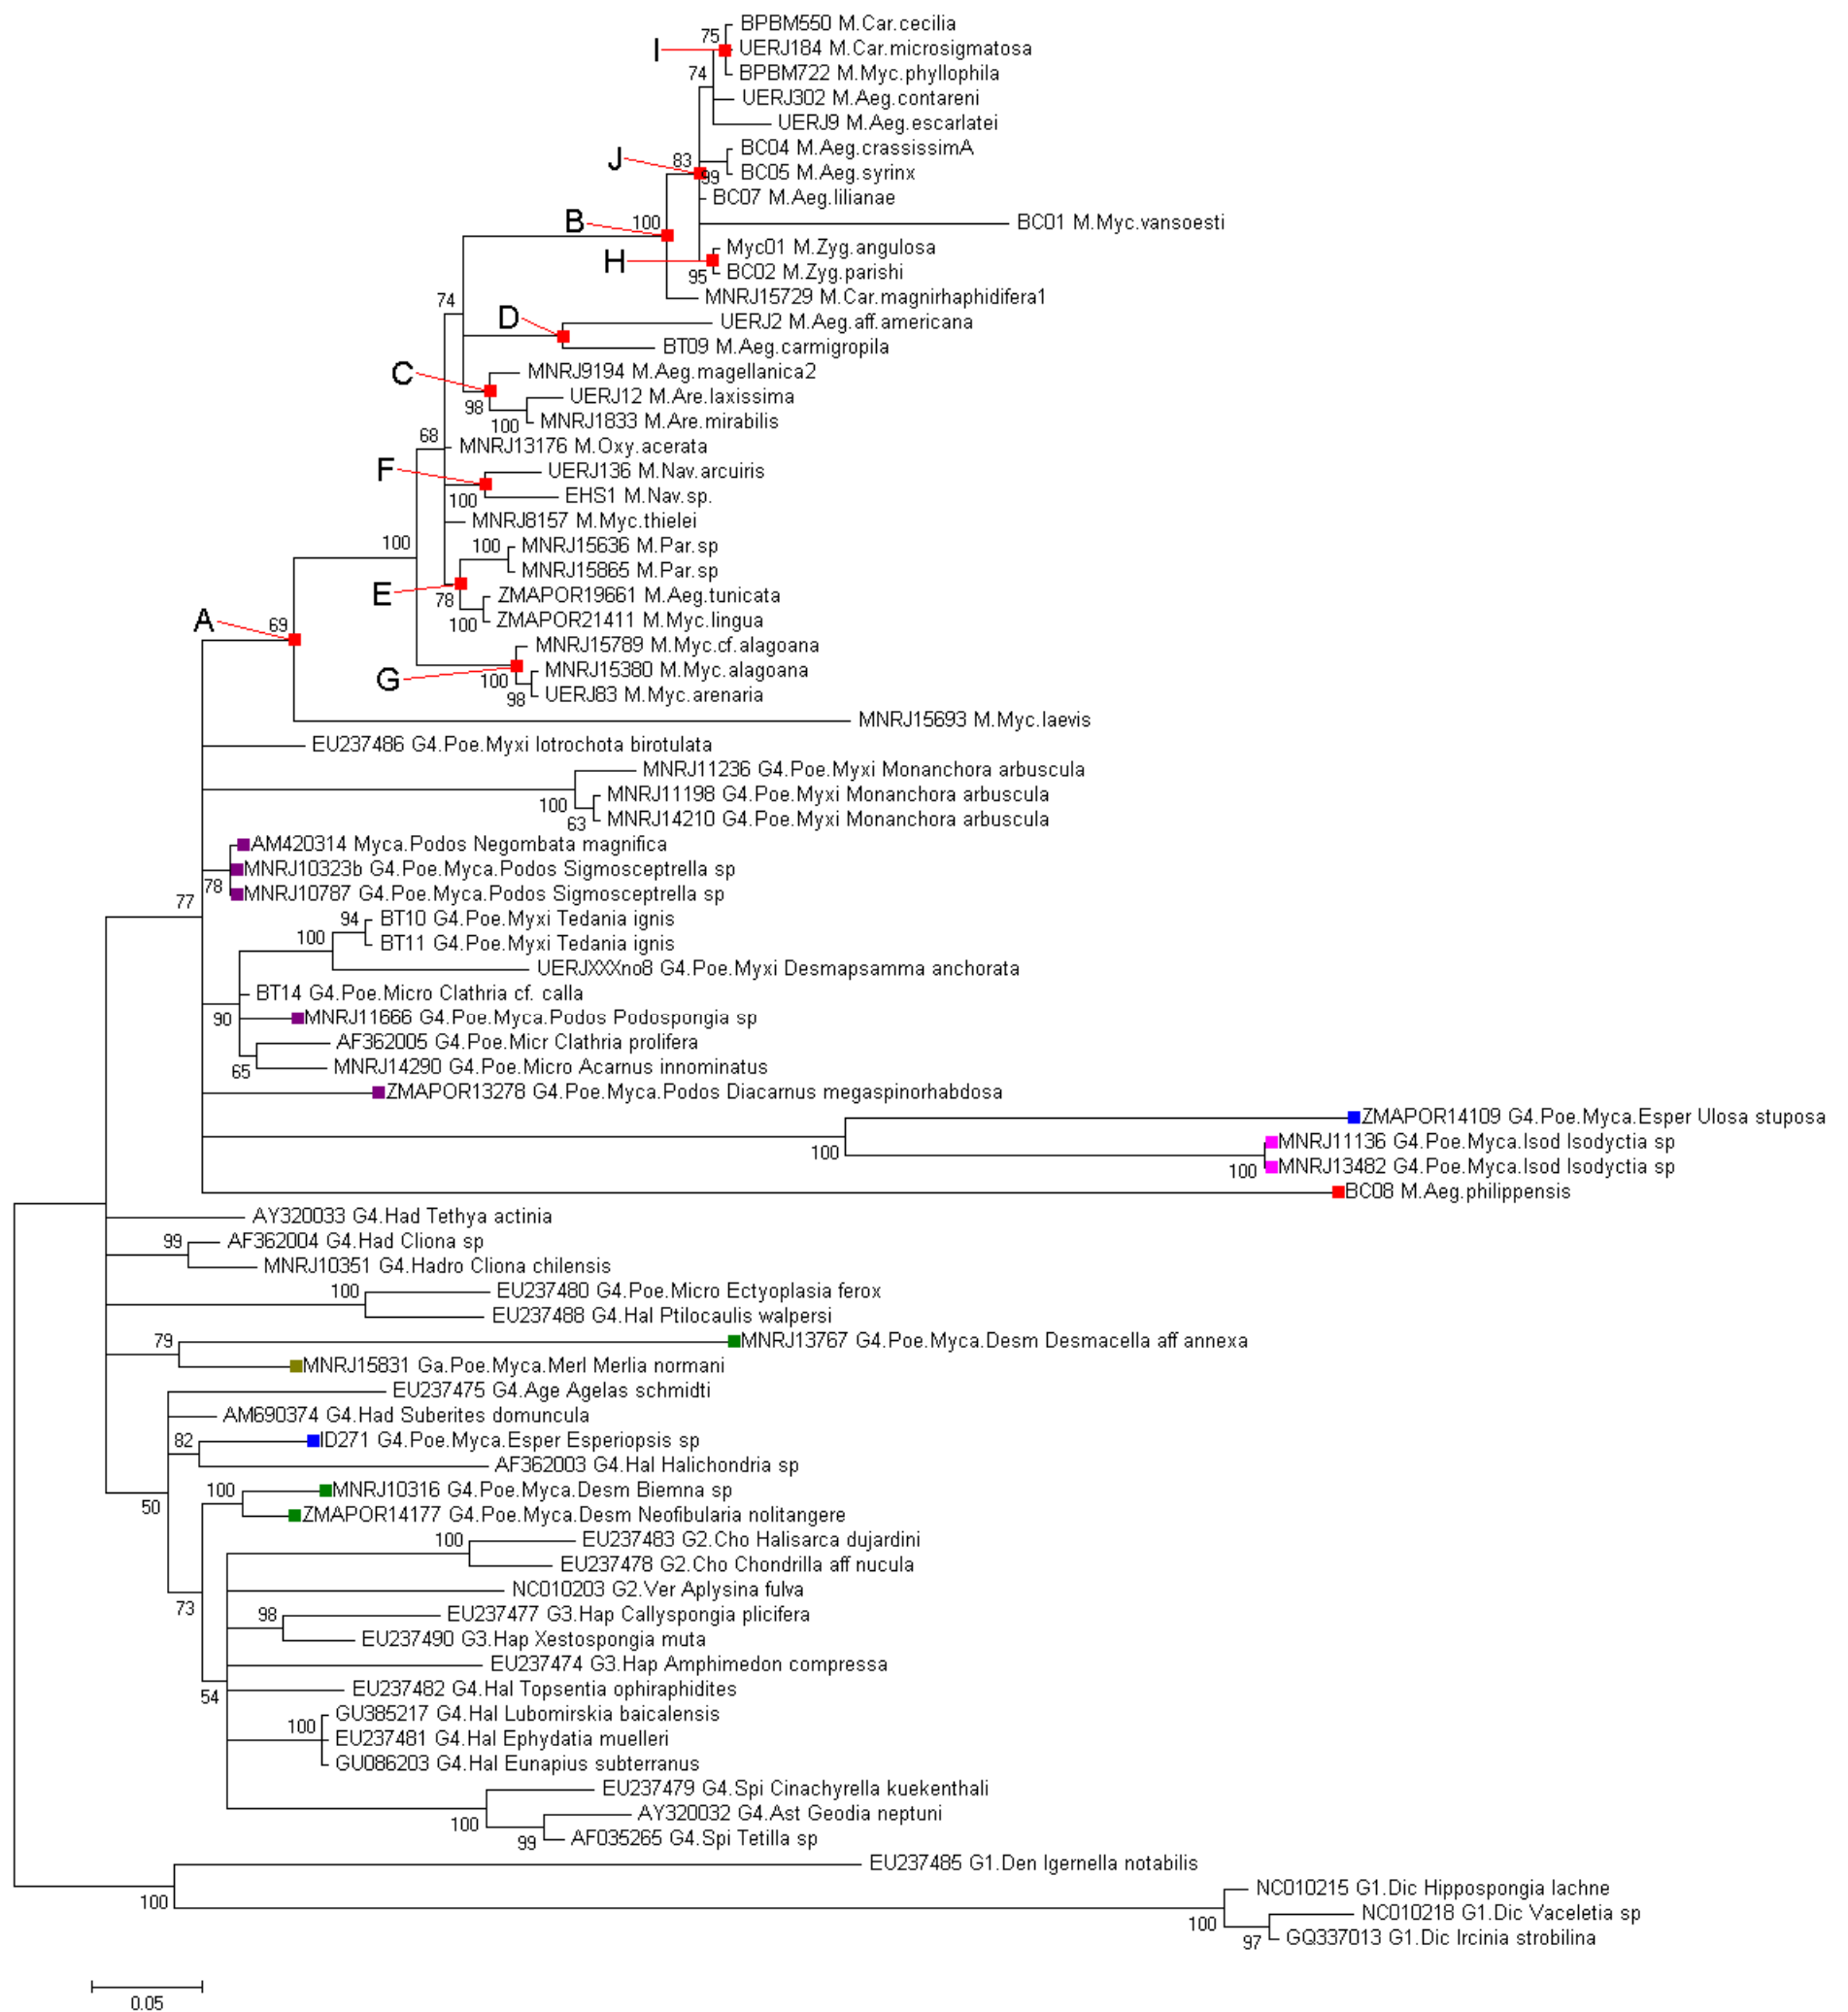 BPBM550 M.Car.cecilia
75
I
UERJ184 M.Car.microsigmatosa
74
BPBM722 M.Myc.phyllophila
UERJ302 M.Aeg.contareni
UERJ9 M.Aeg.escarlatei
BC04 M.Aeg.crassissimA
J
83
99
BC05 M.Aeg.syrinx
BC07 M.Aeg.lilianae
B
100
BC01 M.Myc.vansoesti
Myc01 M.Zyg.angulosa
H
95
BC02 M.Zyg.parishi
MNRJ15729 M.Car.magnirhaphidifera1
74
D
UERJ2 M.Aeg.aff.americana
BT09 M.Aeg.carmigropila
C
MNRJ9194 M.Aeg.magellanica2
98
UERJ12 M.Are.laxissima
100
MNRJ1833 M.Are.mirabilis
68
MNRJ13176 M.Oxy.acerata
F
UERJ136 M.Nav.arcuiris
100
EHS1 M.Nav.sp.
MNRJ8157 M.Myc.thielei
100
100
MNRJ15636 M.Par.sp
MNRJ15865 M.Par.sp
E
78
ZMAPOR19661 M.Aeg.tunicata
100
ZMAPOR21411 M.Myc.lingua
A
69
MNRJ15789 M.Myc.cf.alagoana
G
100
MNRJ15380 M.Myc.alagoana
98
UERJ83 M.Myc.arenaria
MNRJ15693 M.Myc.laevis
EU237486 G4.Poe.Myxi Iotrochota birotulata
MNRJ11236 G4.Poe.Myxi Monanchora arbuscula
100
MNRJ11198 G4.Poe.Myxi Monanchora arbuscula
63
MNRJ14210 G4.Poe.Myxi Monanchora arbuscula
AM420314 Myca.Podos Negombata magnifica
MNRJ10323b G4.Poe.Myca.Podos Sigmosceptrella sp
77
78
MNRJ10787 G4.Poe.Myca.Podos Sigmosceptrella sp
94
BT10 G4.Poe.Myxi Tedania ignis
100
BT11 G4.Poe.Myxi Tedania ignis
UERJXXXno8 G4.Poe.Myxi Desmapsamma anchorata
BT14 G4.Poe.Micro Clathria cf. calla
90
MNRJ11666 G4.Poe.Myca.Podos Podospongia sp
AF362005 G4.Poe.Micr Clathria prolifera
65
MNRJ14290 G4.Poe.Micro Acarnus innominatus
ZMAPOR13278 G4.Poe.Myca.Podos Diacarnus megaspinorhabdosa
ZMAPOR14109 G4.Poe.Myca.Esper Ulosa stuposa
100
MNRJ11136 G4.Poe.Myca.Isod Isodyctia sp
100
MNRJ13482 G4.Poe.Myca.Isod Isodyctia sp
BC08 M.Aeg.philippensis
AY320033 G4.Had Tethya actinia
99
AF362004 G4.Had Cliona sp
MNRJ10351 G4.Hadro Cliona chilensis
100
EU237480 G4.Poe.Micro Ectyoplasia ferox
EU237488 G4.Hal Ptilocaulis walpersi
79
MNRJ13767 G4.Poe.Myca.Desm Desmacella aff annexa
MNRJ15831 Ga.Poe.Myca.Merl Merlia normani
EU237475 G4.Age Agelas schmidti
AM690374 G4.Had Suberites domuncula
82
ID271 G4.Poe.Myca.Esper Esperiopsis sp
AF362003 G4.Hal Halichondria sp
50
100
MNRJ10316 G4.Poe.Myca.Desm Biemna sp
ZMAPOR14177 G4.Poe.Myca.Desm Neofibularia nolitangere
100
EU237483 G2.Cho Halisarca dujardini
EU237478 G2.Cho Chondrilla aff nucula
NC010203 G2.Ver Aplysina fulva
73
98
EU237477 G3.Hap Callyspongia plicifera
EU237490 G3.Hap Xestospongia muta
EU237474 G3.Hap Amphimedon compressa
54
EU237482 G4.Hal Topsentia ophiraphidites
GU385217 G4.Hal Lubomirskia baicalensis
100
EU237481 G4.Hal Ephydatia muelleri
GU086203 G4.Hal Eunapius subterranus
EU237479 G4.Spi Cinachyrella kuekenthali
100
AY320032 G4.Ast Geodia neptuni
99
AF035265 G4.Spi Tetilla sp
EU237485 G1.Den Igernella notabilis
100
NC010215 G1.Dic Hippospongia lachne
100
NC010218 G1.Dic Vaceletia sp
97
GQ337013 G1.Dic Ircinia strobilina
0.05